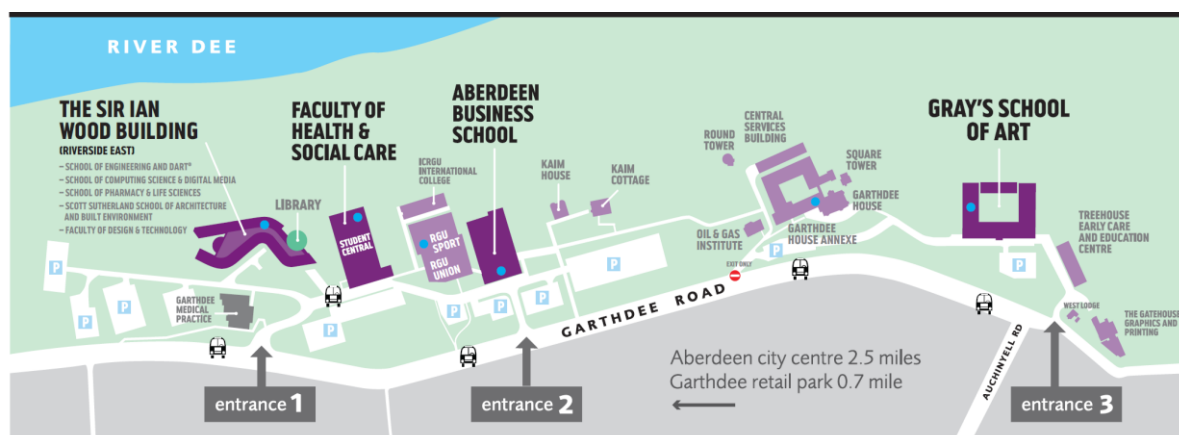 RIVER DEE
THE SIR IAN
WOOD BUILDING
(RIVERSIDE EAST)
– SCHOOL OF ENGINEERING AND DART*
– SCHOOL OF COMPUTING SCIENCE & DIGITAL MEDIA
– SCHOOL OF PHARMACY & LIFE SCIENCES
– SCOTT SUTHERLAND SCHOOL OF ARCHITECTURE
AND BUILT ENVIRONMENT
– FACULTY OF DESIGN & TECHNOLOGY
LIBRARY
FACULTY OF
HEALTH &
SOCIAL CARE
STUDENT
CENTRAL
ICRGU
INTERNATIONAL
COLLEGE
RGU
SPORT
RGU
UNION
ABERDEEN
BUSINESS
SCHOOL
KAIM
HOUSE
KAIM
COTTAGE
ROUND
TOWER
CENTRAL
SERVICES
BUILDING
SQUARE
TOWER
GARTHDEE
HOUSE
OIL & GAS
INSTITUTE
GARTHDEE
HOUSE ANNEXE
EXIT ONLY
GRAY'S SCHOOL
OF ART
TREEHOUSE
EARLY CARE
AND EDUCATION
CENTRE
WEST LODGE
THE GATEHOUSE
GRAPHICS AND
PRINTING
GARTHDEE
MEDICAL
PRACTICE
P
P
P
P
P
P
P
P
P
P
P
GARTHDEE ROAD
AUCHINYELL RD
Aberdeen city centre 2.5 miles
Garthdee retail park 0.7 mile
entrance 1
entrance 2
entrance 3